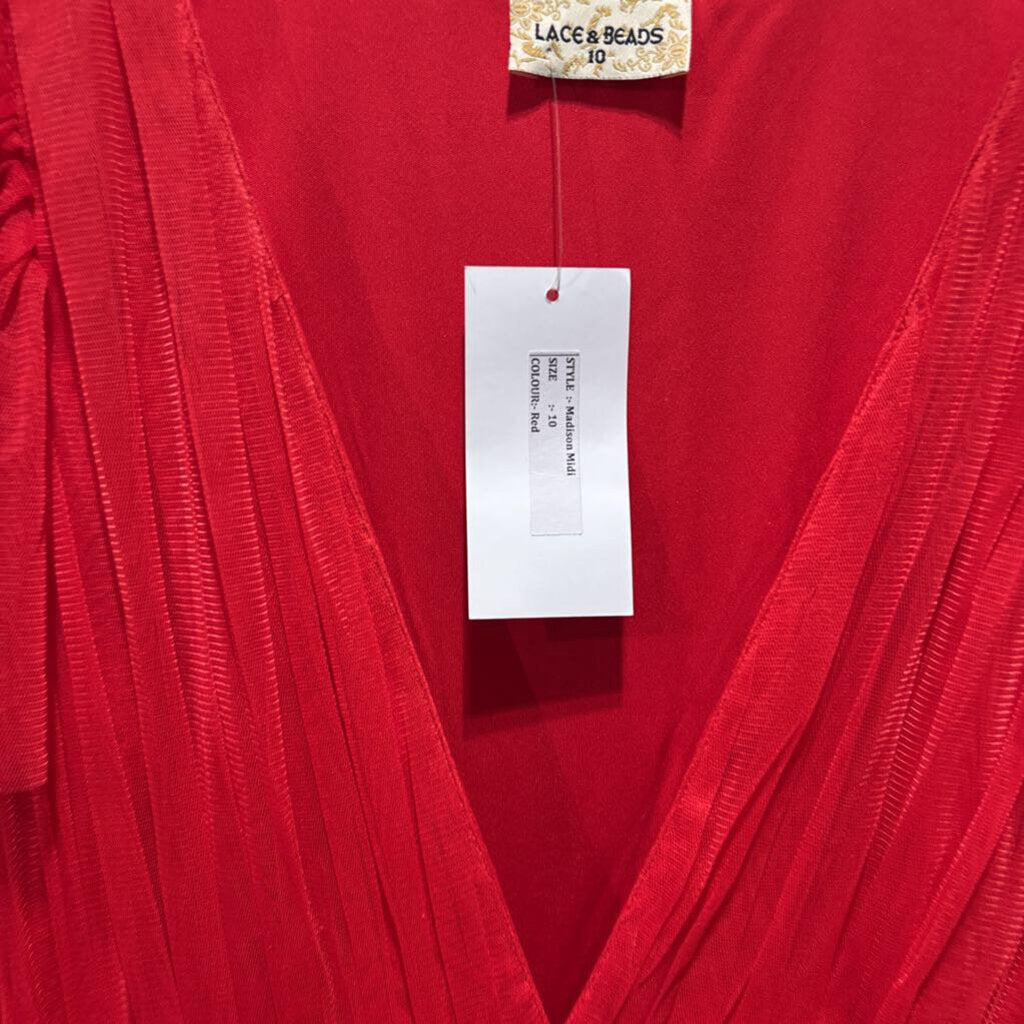 LACE & BEADS
10
STYLE :- Madison Midi
SIZE :- 10
COLOUR:- Red